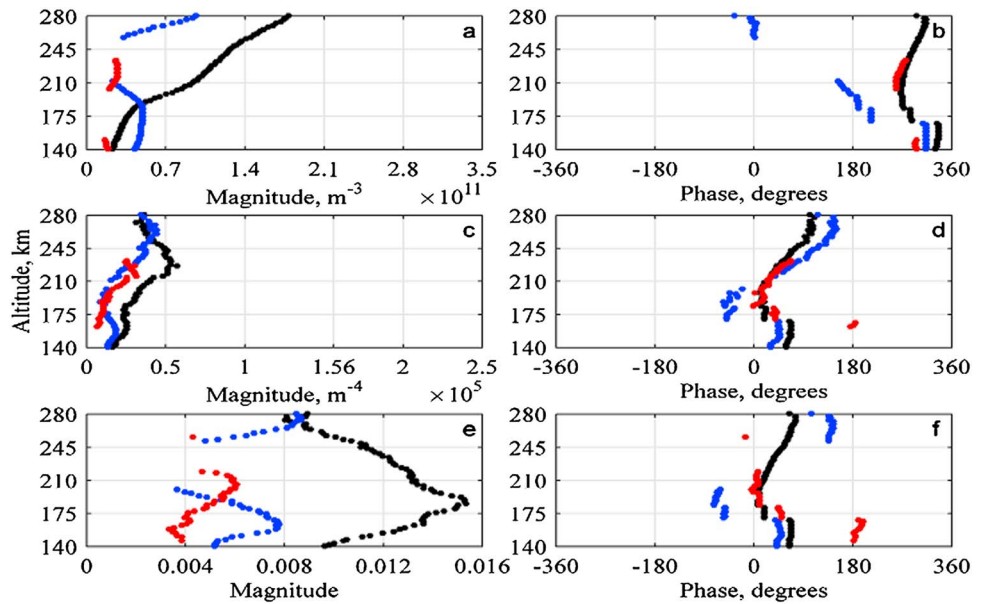 280 a 280 b
245 245
210 210
175 175
140 140
0 0.7 1.4 2.1 2.8 3.5 -360 -180 0 180 360
Magnitude, m-3 × 10^11 Phase, degrees
Altitude, km
280 c 280 d
245 245
210 210
175 175
140 140
0 0.5 1.56 2 2.5 -360 -180 0 180 360
Magnitude, m-4 × 10^5 Phase, degrees
280 e 280 f
245 245
210 210
175 175
140 140
0.004 0.008 0.012 0.016 -360 -180 0 180 360
Magnitude Phase, degrees